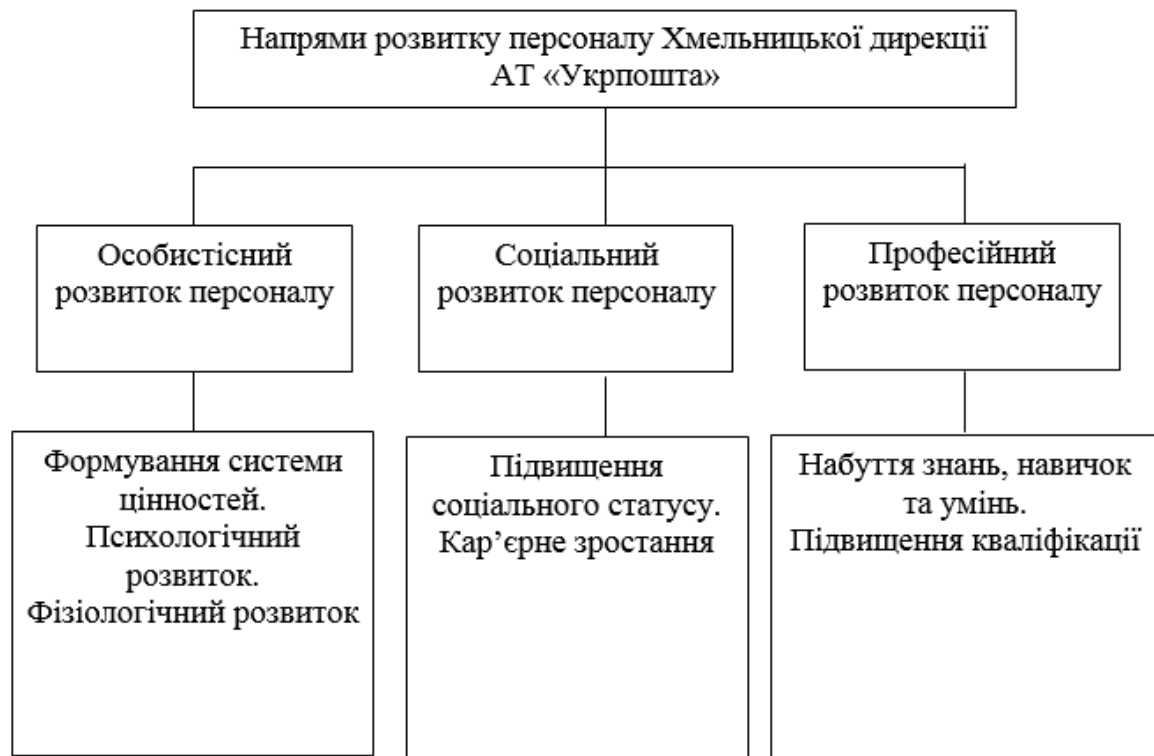 Напрями розвитку персоналу Хмельницької дирекції
АТ «Укрпошта»
Особистісний
розвиток персоналу
Соціальний
розвиток персоналу
Професійний
розвиток персоналу
Формування системи
цінностей.
Психологічний
розвиток.
Фізіологічний розвиток
Підвищення
соціального статусу.
Кар’єрне зростання
Набуття знань, навичок
та умінь.
Підвищення кваліфікації